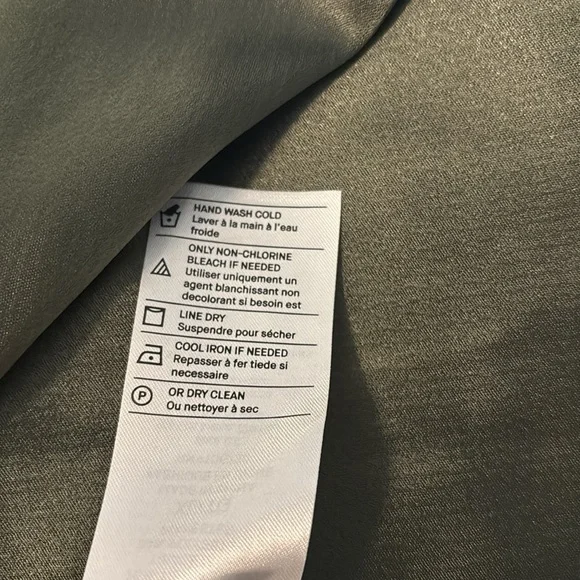 HAND WASH COLD
Laver à la main à l'eau
froide
ONLY NON-CHLORINE
BLEACH IF NEEDED
Utiliser uniquement un
agent blanchissant non
decolorant si besoin est
LINE DRY
Suspendre pour sécher
COOL IRON IF NEEDED
Repasser à fer tiede si
necessaire
P
OR DRY CLEAN
Ou nettoyer à sec